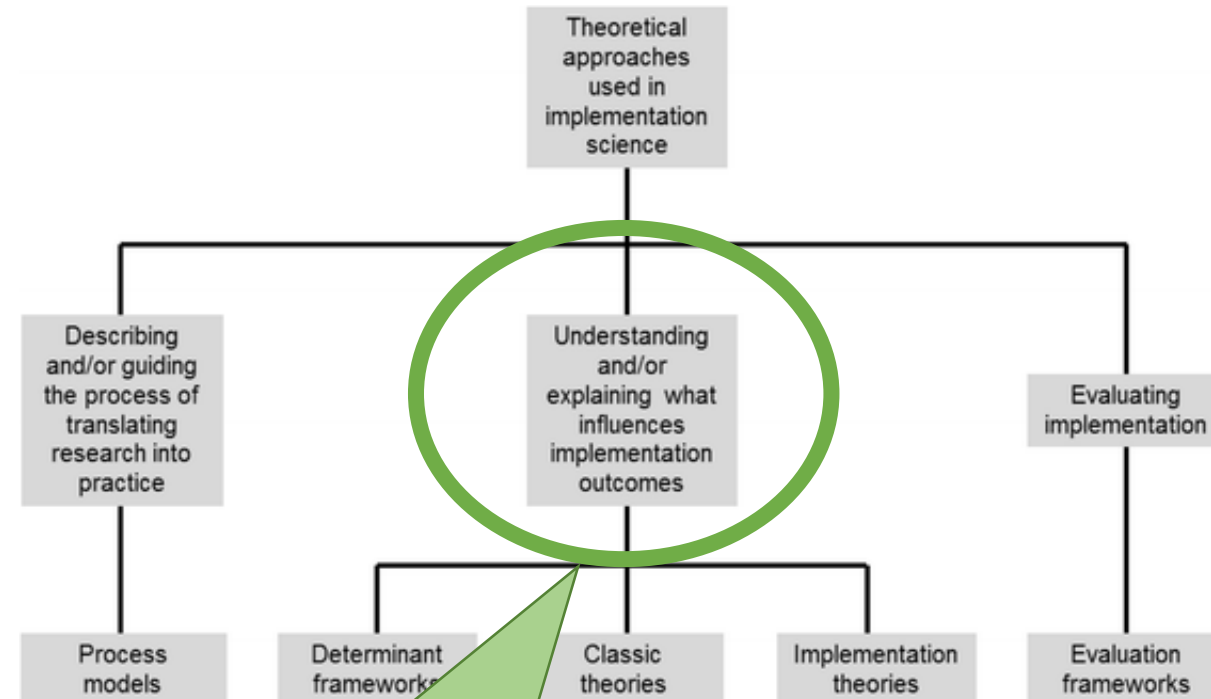 Theoretical
approaches
used in
implementation
science
Describing
and/or guiding
the process of
translating
research into
practice
Understanding
and/or
explaining what
influences
implementation
outcomes
Evaluating
implementation
Process
models
Determinant
frameworks
Classic
theories
Implementation
theories
Evaluation
frameworks